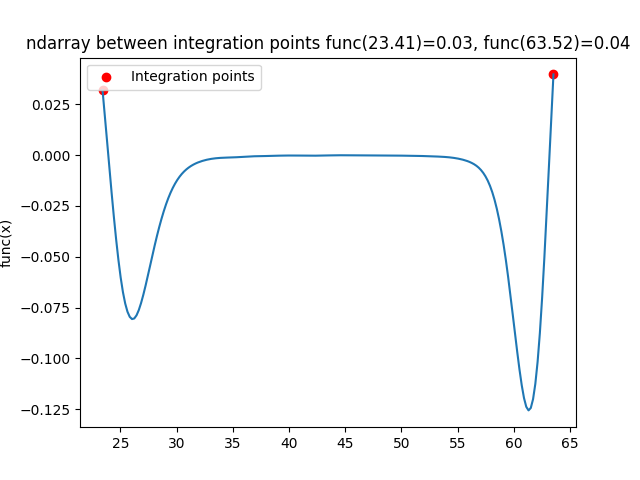 ndarray between integration points func(23.41)=0.03, func(63.52)=0.04
Integration points
func(x)
0.025
0.000
−0.025
−0.050
−0.075
−0.100
−0.125
25 30 35 40 45 50 55 60 65